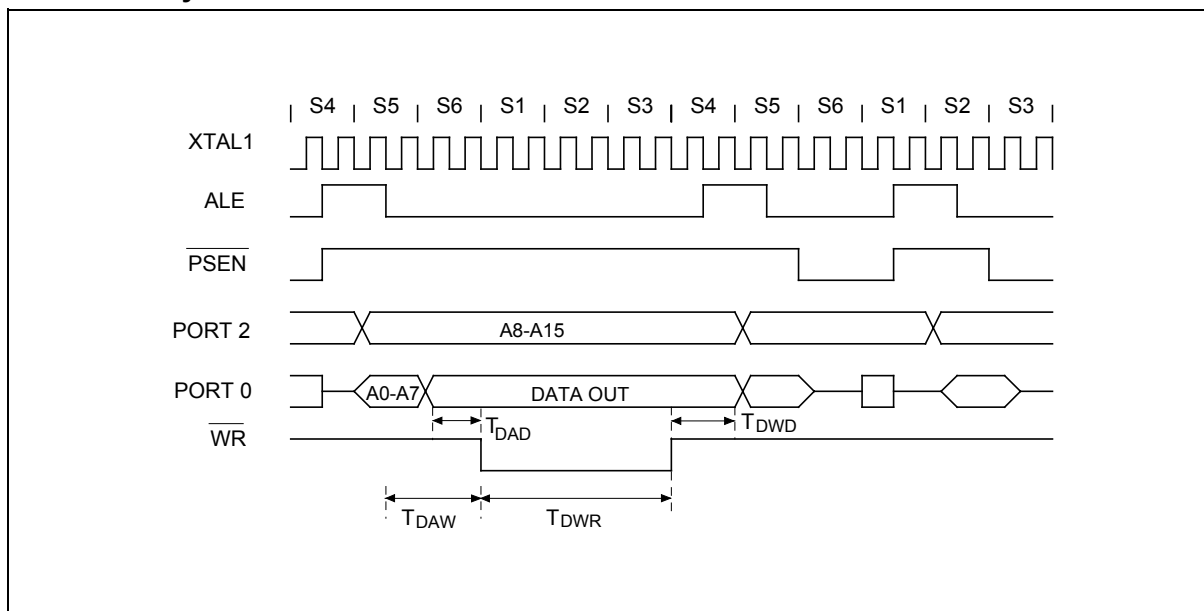 S4 S5 S6 S1 S2 S3 S4 S5 S6 S1 S2 S3
XTAL1
ALE
PSEN
PORT 2 A8-A15
PORT 0 A0-A7 DATA OUT
WR TDAD TDWD
TDAW TDWR